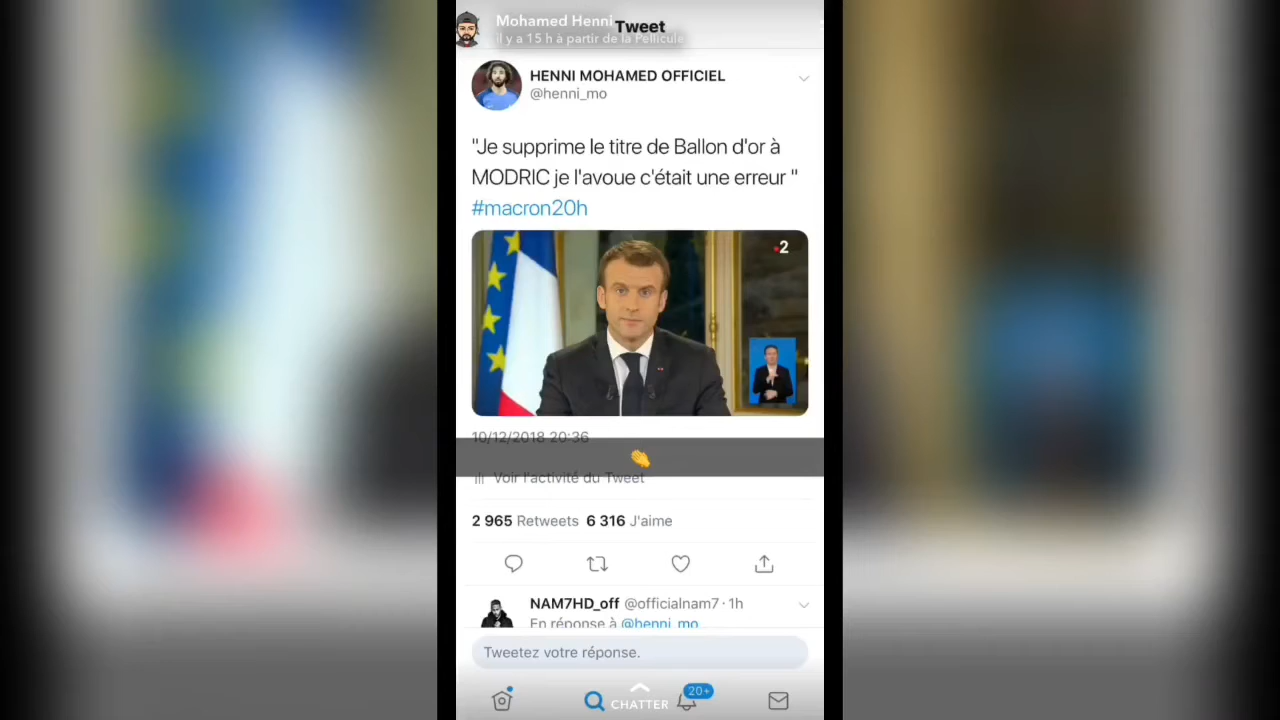 Mohamed Henni
Tweet
il y a 15 h à partir de la Pellicule
HENNI MOHAMED OFFICIEL
@henni_mo
"Je supprime le titre de Ballon d'or à
MODRIC je l'avoue c'était une erreur "
#macron20h
2
10/12/2018 20:36
Voir l'activité du Tweet
2 965 Retweets 6 316 J'aime
NAM7HD_off @officialnam7 · 1h
En réponse à @henni_mo
Tweetez votre réponse.
20+
CHATTER